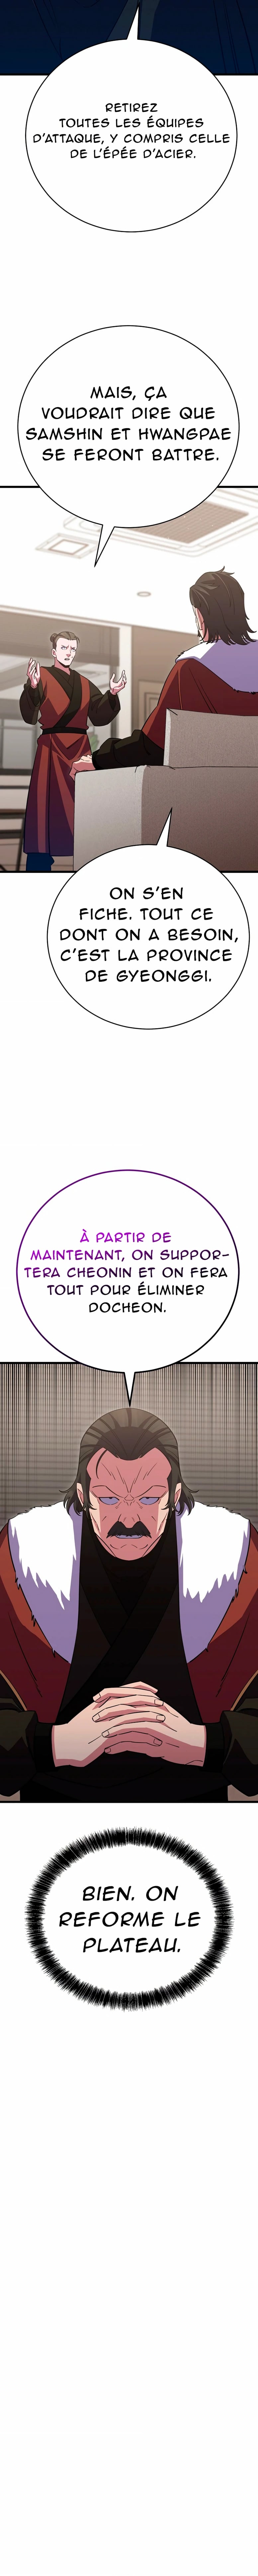 RETIREZ
TOUTES LES ÉQUIPES
D'ATTAQUE, Y COMPRIS CELLE
DE L'ÉPÉE D'ACIER.
MAIS, ÇA
VOUDRAIT DIRE QUE
SAMSHIN ET HWANGPAE
SE FERONT BATTRE.
ON S'EN
FICHE. TOUT CE
DONT ON A BESOIN,
C'EST LA PROVINCE
DE GYEONGGI.
À PARTIR DE
MAINTENANT, ON SUPPOR-
TERA CHEONIN ET ON FERA
TOUT POUR ÉLIMINER
DOCHEON.
BIEN. ON
REFORME LE
PLATEAU.